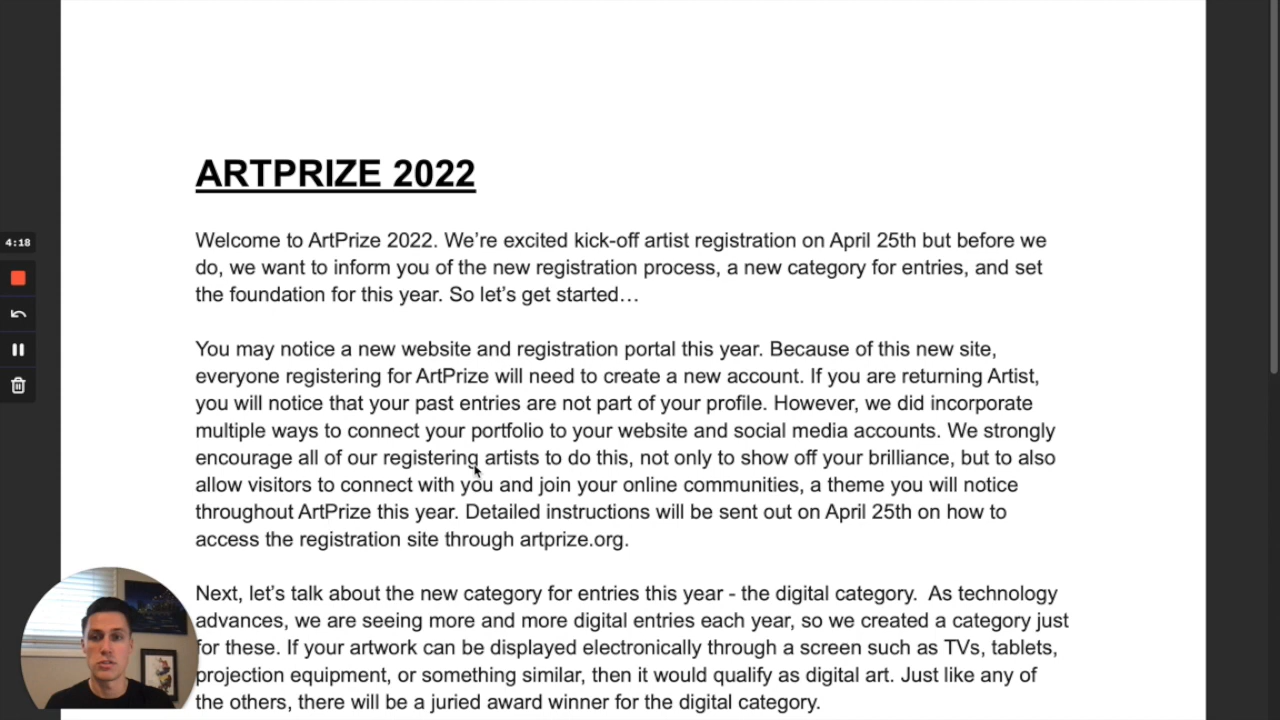 ARTPRIZE 2022
Welcome to ArtPrize 2022. We’re excited kick-off artist registration on April 25th but before we
do, we want to inform you of the new registration process, a new category for entries, and set
the foundation for this year. So let’s get started…
You may notice a new website and registration portal this year. Because of this new site,
everyone registering for ArtPrize will need to create a new account. If you are returning Artist,
you will notice that your past entries are not part of your profile. However, we did incorporate
multiple ways to connect your portfolio to your website and social media accounts. We strongly
encourage all of our registering artists to do this, not only to show off your brilliance, but to also
allow visitors to connect with you and join your online communities, a theme you will notice
throughout ArtPrize this year. Detailed instructions will be sent out on April 25th on how to
access the registration site through artprize.org.
Next, let’s talk about the new category for entries this year - the digital category.  As technology
advances, we are seeing more and more digital entries each year, so we created a category just
for these. If your artwork can be displayed electronically through a screen such as TVs, tablets,
projection equipment, or something similar, then it would qualify as digital art. Just like any of
the others, there will be a juried award winner for the digital category.
4:18